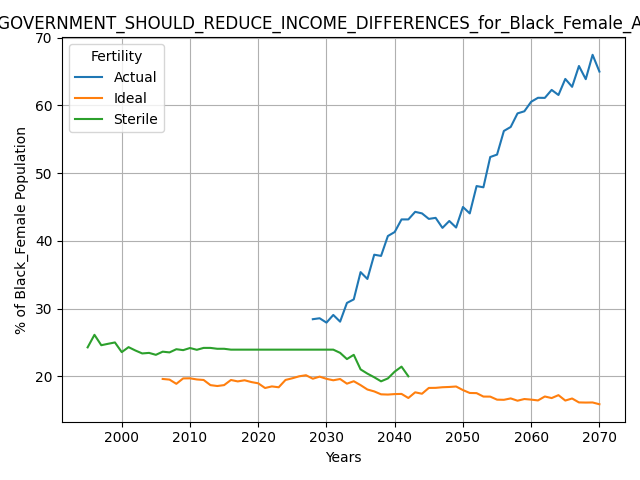 GOVERNMENT_SHOULD_REDUCE_INCOME_DIFFERENCES_for_Black_Female_A
70
60
50
40
30
20
% of Black_Female Population
Fertility
Actual
Ideal
Sterile
2000 2010 2020 2030 2040 2050 2060 2070
Years